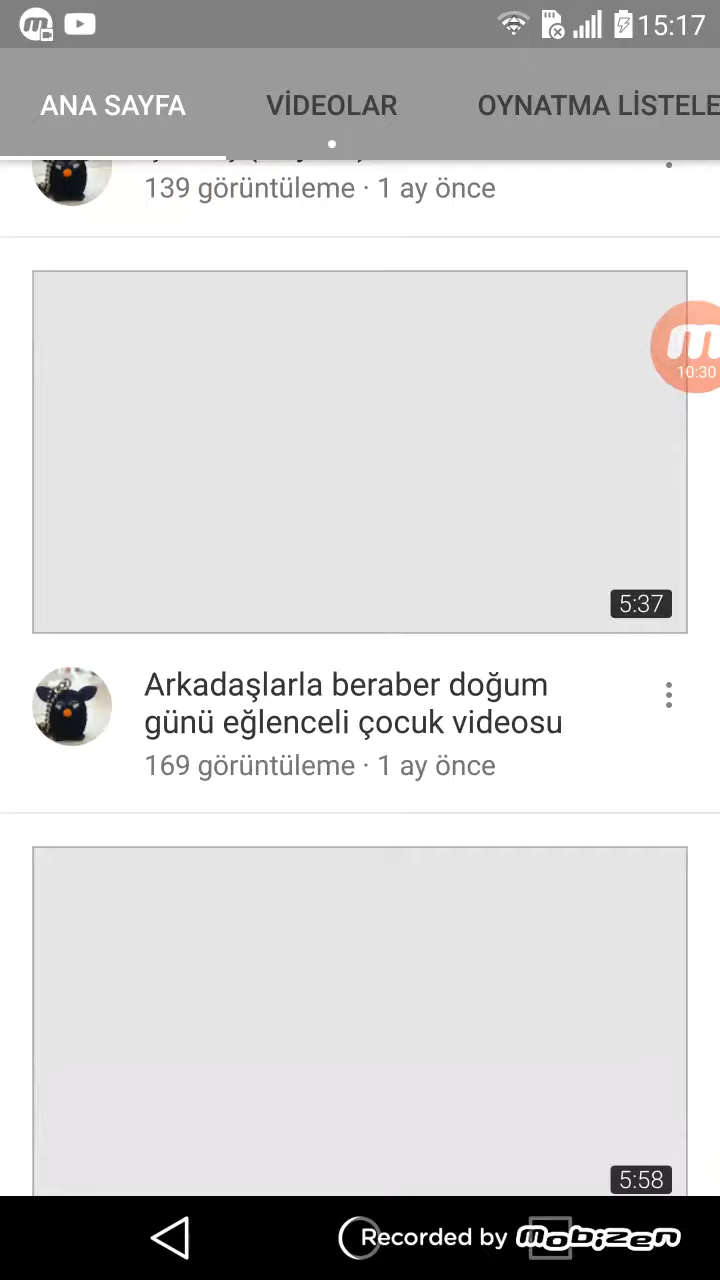 15:17
ANA SAYFA
VİDEOLAR
OYNATMA LİSTELE
139 görüntüleme · 1 ay önce
m
10:30
5:37
Arkadaşlarla beraber doğum
günü eğlenceli çocuk videosu
169 görüntüleme · 1 ay önce
5:58
Recorded by mobizen